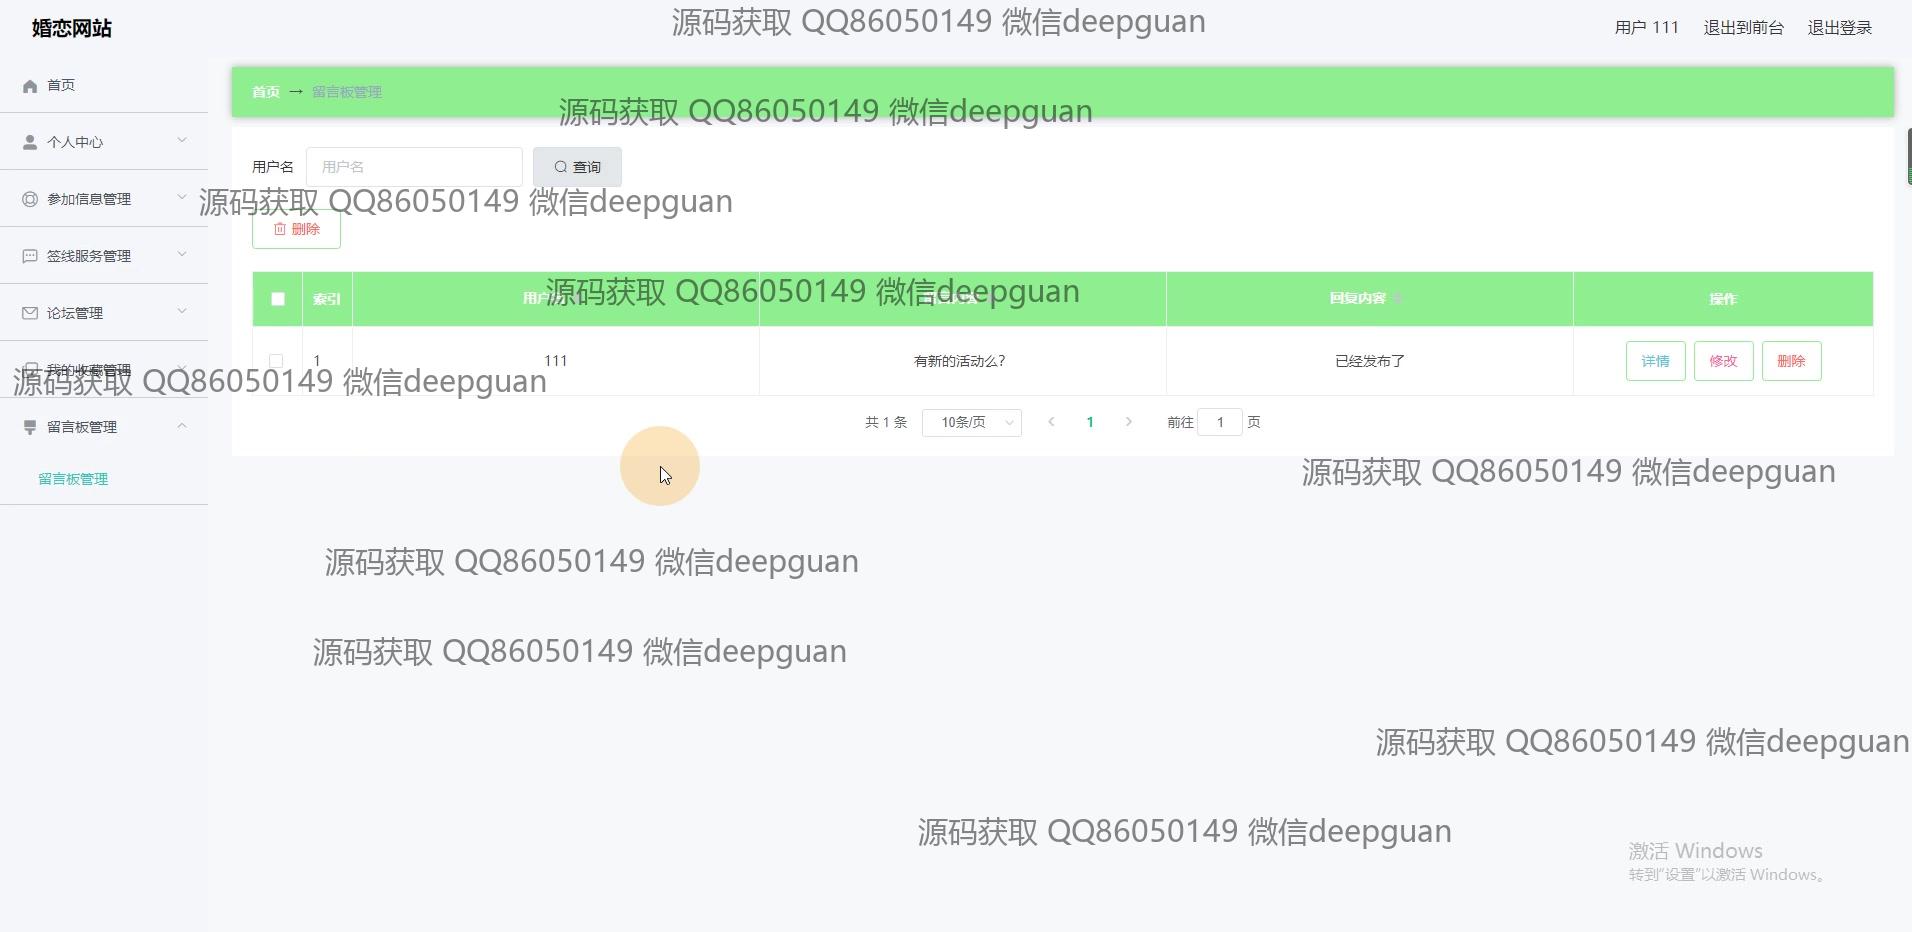 婚恋网站
源码获取 QQ86050149 微信deepguan
用户 111 退出到前台 退出登录
首页
首页 → 留言板管理
源码获取 QQ86050149 微信deepguan
个人中心
用户名 用户名 查询
参加信息管理
源码获取 QQ86050149 微信deepguan
删除
签线服务管理
索引 用户名 回复内容 操作
源码获取 QQ86050149 微信deepguan
论坛管理
1 111 有新的活动么? 已经发布了 详情 修改 删除
我的收藏管理
源码获取 QQ86050149 微信deepguan
共 1 条 10条/页 1 前往 1 页
留言板管理
留言板管理
源码获取 QQ86050149 微信deepguan
源码获取 QQ86050149 微信deepguan
源码获取 QQ86050149 微信deepguan
源码获取 QQ86050149 微信deepguan
源码获取 QQ86050149 微信deepguan
激活 Windows
转到“设置”以激活 Windows。